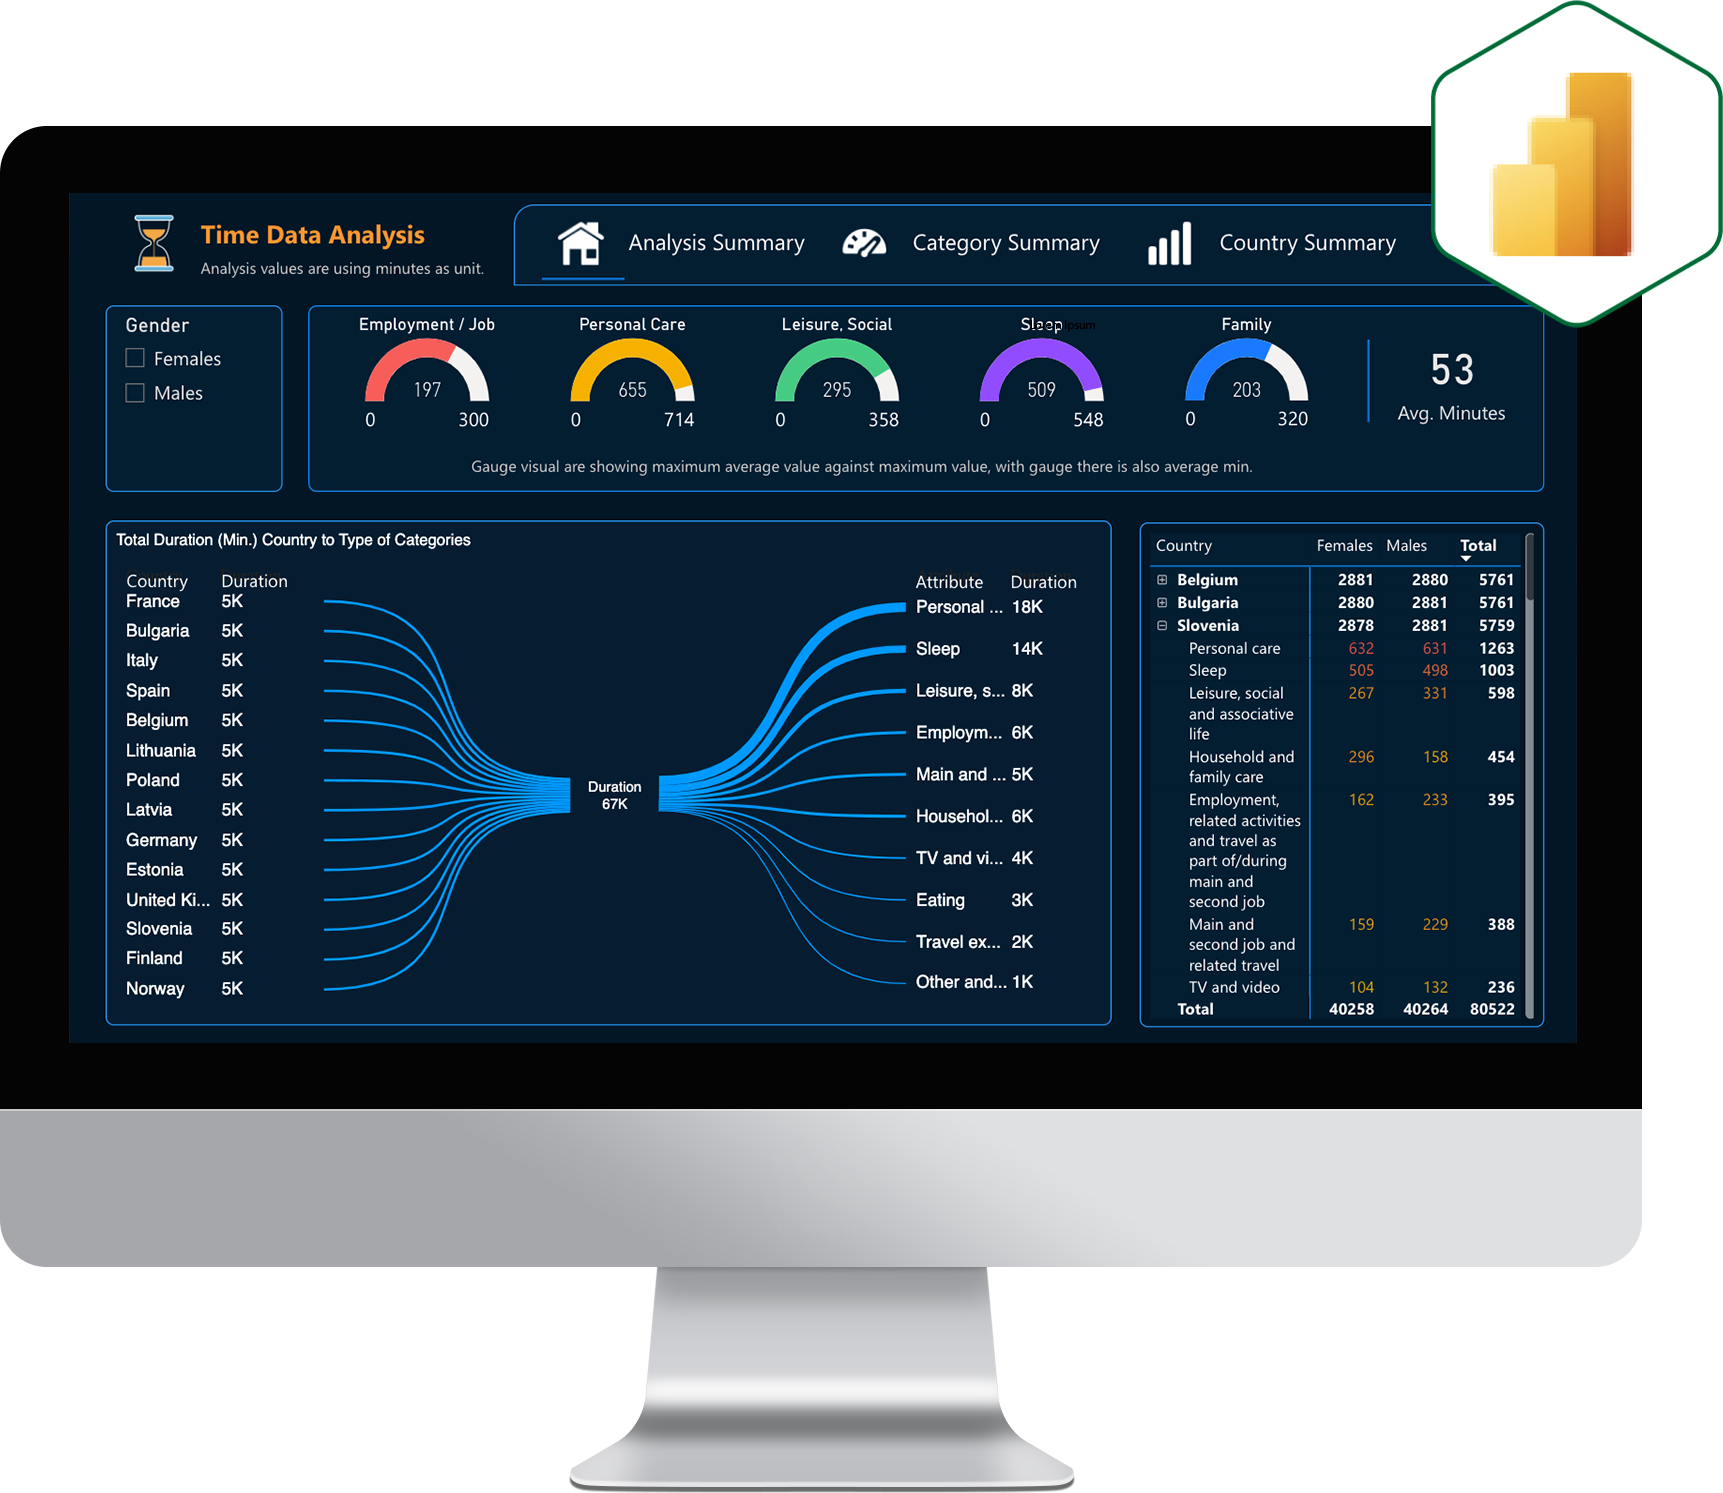 Time Data Analysis
Analysis values are using minutes as unit.
Analysis Summary
Category Summary
Country Summary
Gender
Females
Males
Employment / Job
197
0 300
Personal Care
655
0 714
Leisure, Social
295
0 358
Sleep
509
0 548
Family
203
0 320
53
Avg. Minutes
Gauge visual are showing maximum average value against maximum value, with gauge there is also average min.
Total Duration (Min.) Country to Type of Categories
Country Duration
France 5K
Bulgaria 5K
Italy 5K
Spain 5K
Belgium 5K
Lithuania 5K
Poland 5K
Latvia 5K
Germany 5K
Estonia 5K
United Ki... 5K
Slovenia 5K
Finland 5K
Norway 5K
Duration
67K
Attribute Duration
Personal ... 18K
Sleep 14K
Leisure, s... 8K
Employm... 6K
Main and ... 5K
Househol... 6K
TV and vi... 4K
Eating 3K
Travel ex... 2K
Other and... 1K
Country Females Males Total
Belgium 2881 2880 5761
Bulgaria 2880 2881 5761
Slovenia 2878 2881 5759
Personal care 632 631 1263
Sleep 505 498 1003
Leisure, social 267 331 598
and associative
life
Household and 296 158 454
family care
Employment, 162 233 395
related activities
and travel as
part of/during
main and
second job
Main and 159 229 388
second job and
related travel
TV and video 104 132 236
Total 40258 40264 80522